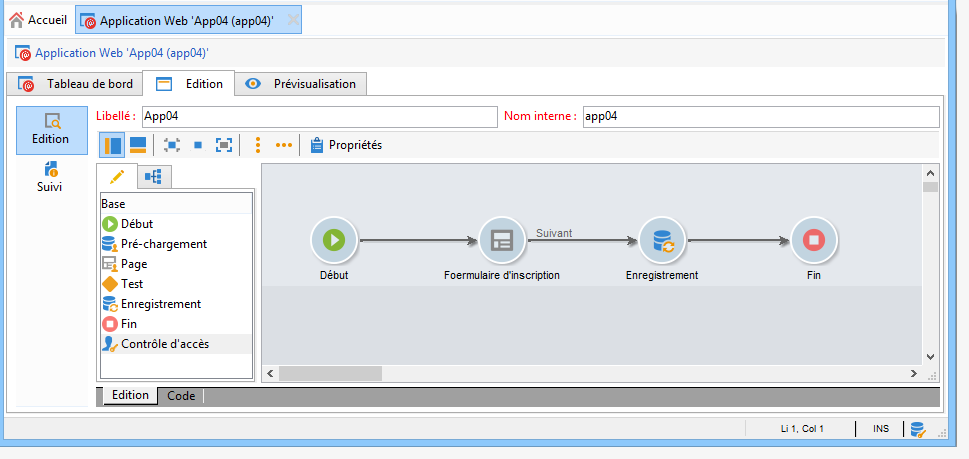 Accueil
Application Web 'App04 (app04)'
Application Web 'App04 (app04)'
Tableau de bord
Edition
Prévisualisation
Edition
Suivi
Libellé :
App04
Nom interne :
app04
Propriétés
Base
Début
Pré-chargement
Page
Test
Enregistrement
Fin
Contrôle d'accès
Suivant
Début
Foermulaire d'inscription
Enregistrement
Fin
Edition
Code
Li 1, Col 1
INS